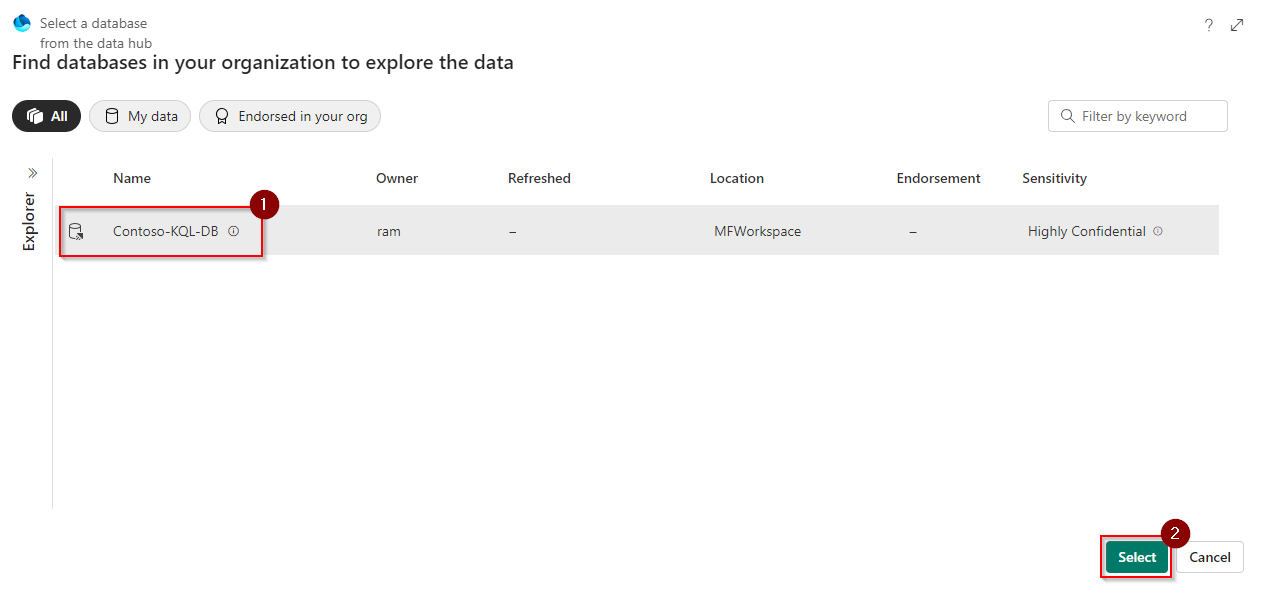 Select a database
from the data hub
?
Find databases in your organization to explore the data
All
My data
Endorsed in your org
Filter by keyword
Explorer
Name
Owner
Refreshed
Location
Endorsement
Sensitivity
1
Contoso-KQL-DB
ram
–
MFWorkspace
–
Highly Confidential
2
Select
Cancel